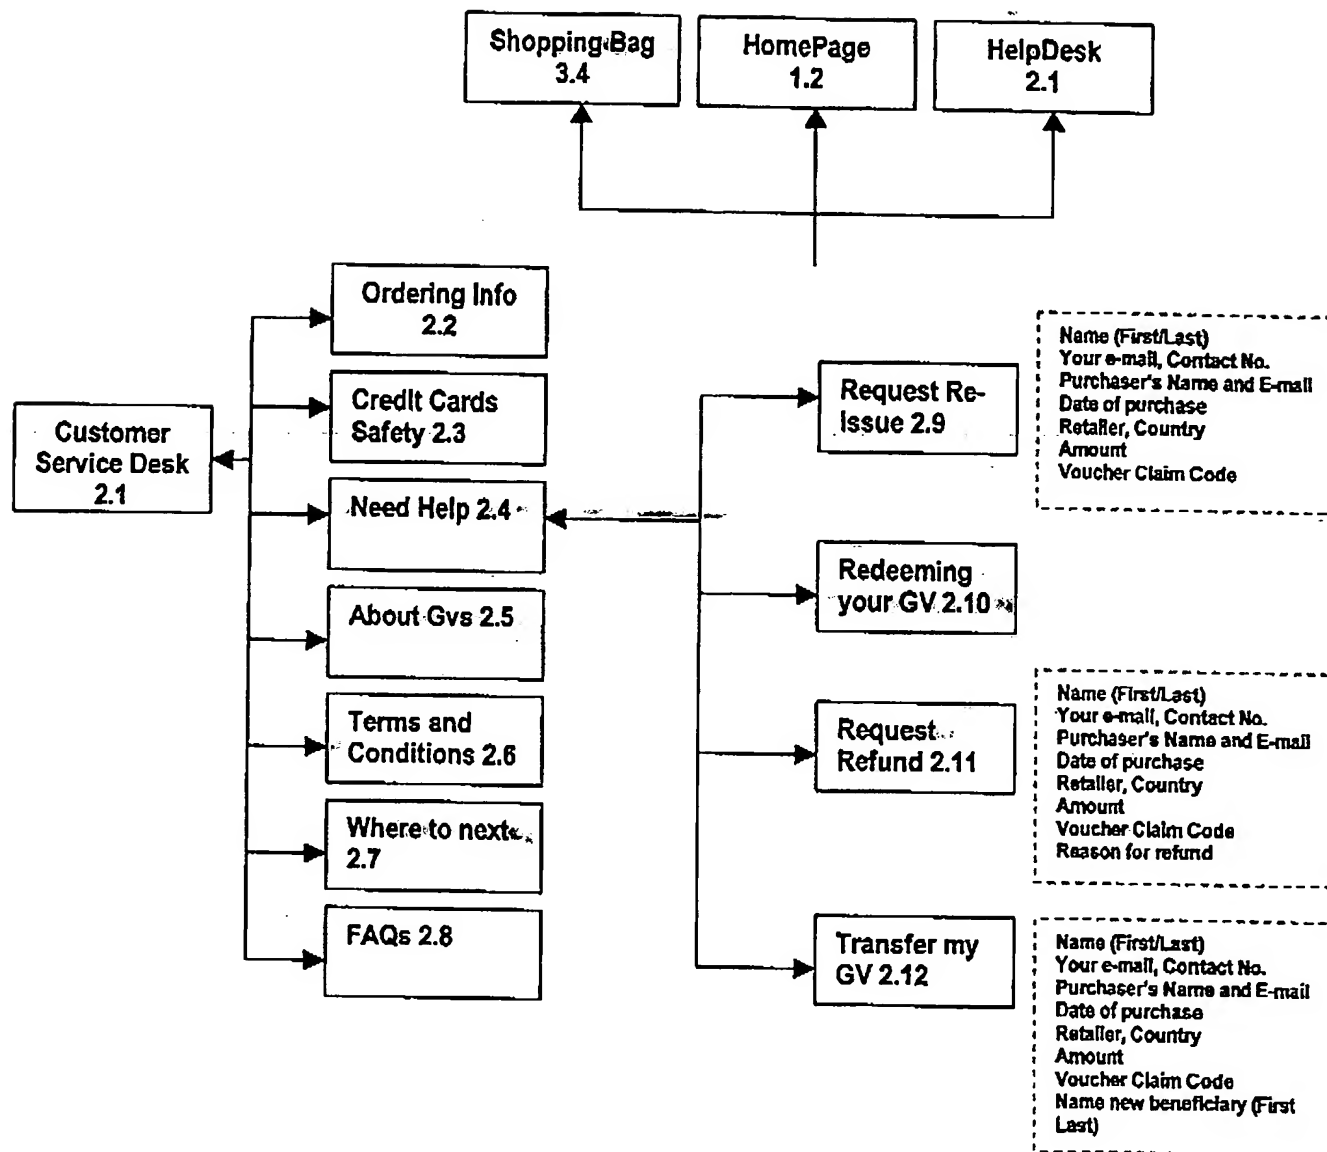 Shopping Bag
3.4
HomePage
1.2
HelpDesk
2.1
Ordering Info
2.2
Credit Cards
Safety 2.3
Customer
Service Desk
2.1
Need Help 2.4
About Gvs 2.5
Terms and
Conditions 2.6
Where to next
2.7
FAQs 2.8
Request Re-
Issue 2.9
Redeeming
your GV 2.10
Request
Refund 2.11
Transfer my
GV 2.12
Name (First/Last)
Your e-mail, Contact No.
Purchaser's Name and E-mail
Date of purchase
Retailer, Country
Amount
Voucher Claim Code
Name (First/Last)
Your e-mail, Contact No.
Purchaser's Name and E-mail
Date of purchase
Retailer, Country
Amount
Voucher Claim Code
Reason for refund
Name (First/Last)
Your e-mail, Contact No.
Purchaser's Name and E-mail
Date of purchase
Retailer, Country
Amount
Voucher Claim Code
Name new beneficiary (First
Last)